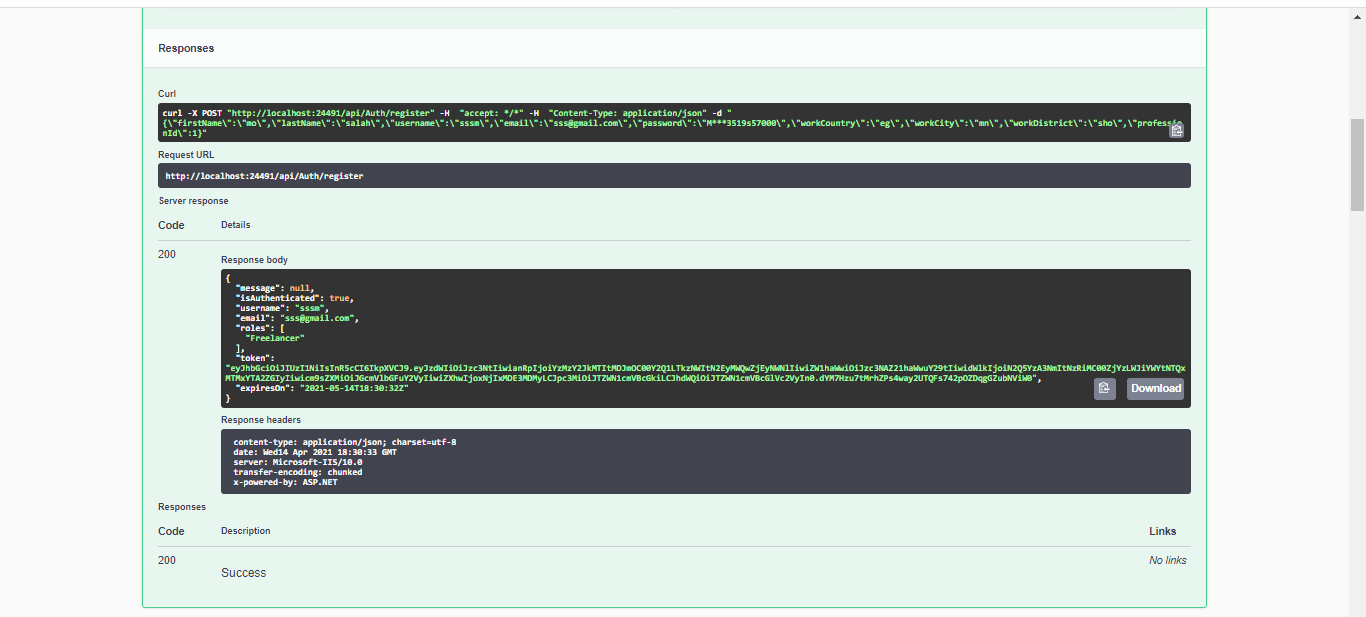 Responses
Curl
curl -X POST "http://localhost:24491/api/Auth/register" -H  "accept: */*" -H  "Content-Type: application/json" -d "
{\"firstName\":\"mo\",\"lastName\":\"salah\",\"username\":\"sssm\",\"email\":\"sss@gmail.com\",\"password\":\"M***3519s57000\",\"workCountry\":\"eg\",\"workCity\":\"mn\",\"workDistrict\":\"sho\",\"professio
nId\":1}"
Request URL
http://localhost:24491/api/Auth/register
Server response
Code Details
200
Response body
{
"message": null,
"isAuthenticated": true,
"username": "sssm",
"email": "sss@gmail.com",
"roles": [
"Freelancer"
],
"token":
"expiresOn": "2021-05-14T18:30:32Z"
}
Download
Response headers
content-type: application/json; charset=utf-8
date: Wed14 Apr 2021 18:30:33 GMT
server: Microsoft-IIS/10.0
transfer-encoding: chunked
x-powered-by: ASP.NET
Responses
Code Description Links
200 Success No links